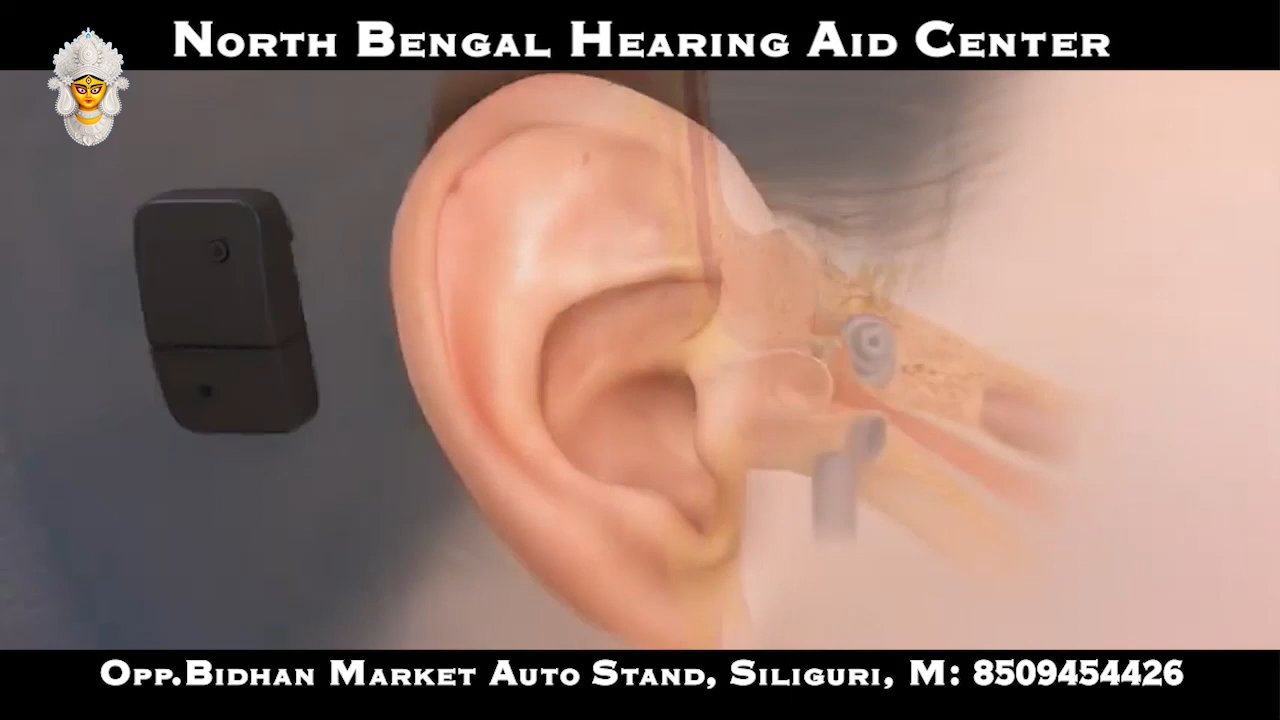 North Bengal Hearing Aid Center
Opp.Bidhan Market Auto Stand, Siliguri, M: 8509454426